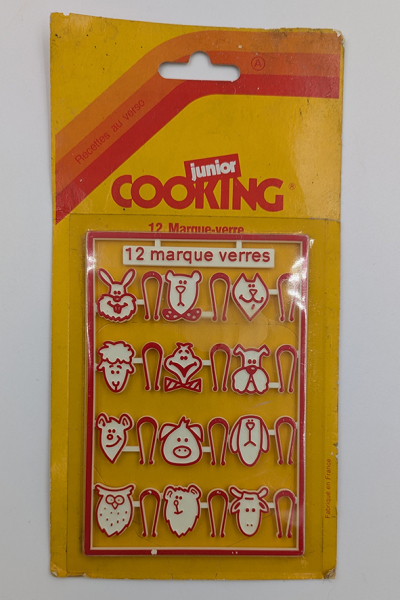 Recettes au verso
A
junior
COOKING®
12 Marque-verre
12 marque verres
Fabriqué en France